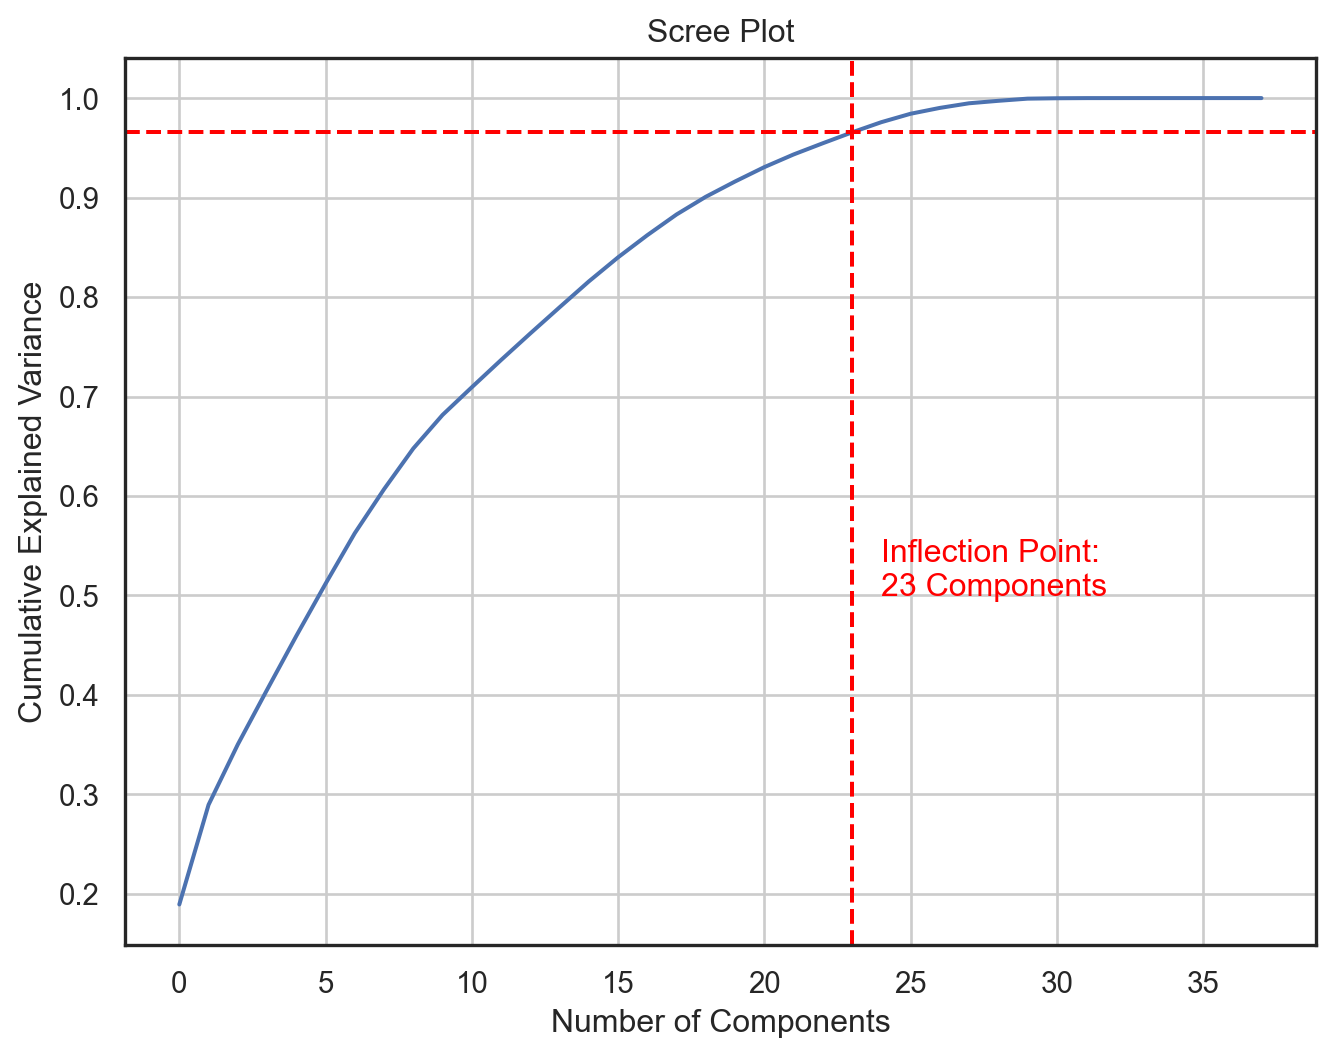 Scree Plot
Cumulative Explained Variance
1.0
0.9
0.8
0.7
0.6
0.5
0.4
0.3
0.2
Inflection Point:
23 Components
0 5 10 15 20 25 30 35
Number of Components